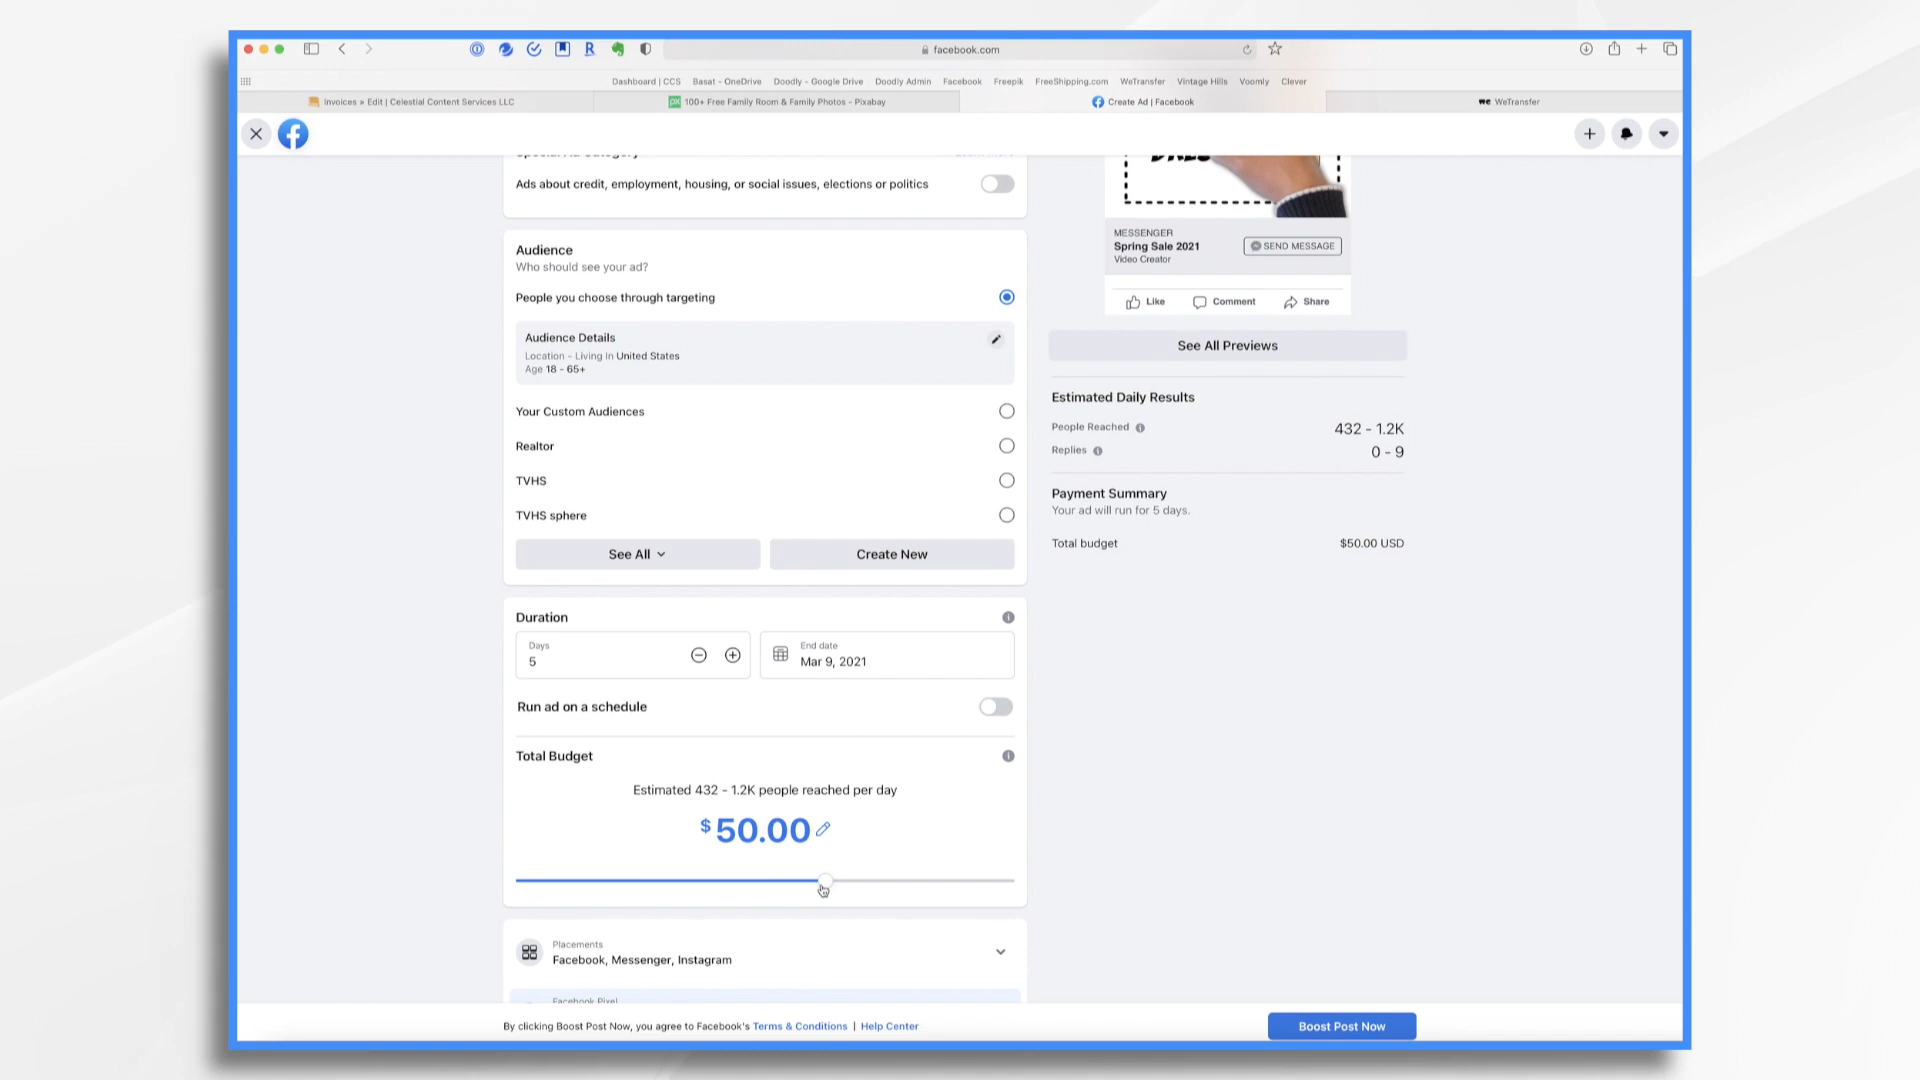 facebook.com
Dashboard | CCS Basat - OneDrive Doodly - Google Drive Doodly Admin Facebook Freepik FreeShipping.com WeTransfer Vintage Hills Voomly Clever
Invoices » Edit | Celestial Content Services LLC
100+ Free Family Room & Family Photos - Pixabay
Create Ad | Facebook
WeTransfer
Ads about credit, employment, housing, or social issues, elections or politics
Audience
Who should see your ad?
People you choose through targeting
Audience Details
Location - Living In United States
Age 18 - 65+
Your Custom Audiences
Realtor
TVHS
TVHS sphere
See All
Create New
Duration
Days
5
End date
Mar 9, 2021
Run ad on a schedule
Total Budget
Estimated 432 - 1.2K people reached per day
$50.00
Placements
Facebook, Messenger, Instagram
Facebook Pixel
MESSENGER
Spring Sale 2021
Video Creator
SEND MESSAGE
Like
Comment
Share
See All Previews
Estimated Daily Results
People Reached
432 - 1.2K
Replies
0 - 9
Payment Summary
Your ad will run for 5 days.
Total budget
$50.00 USD
By clicking Boost Post Now, you agree to Facebook's Terms & Conditions | Help Center
Boost Post Now